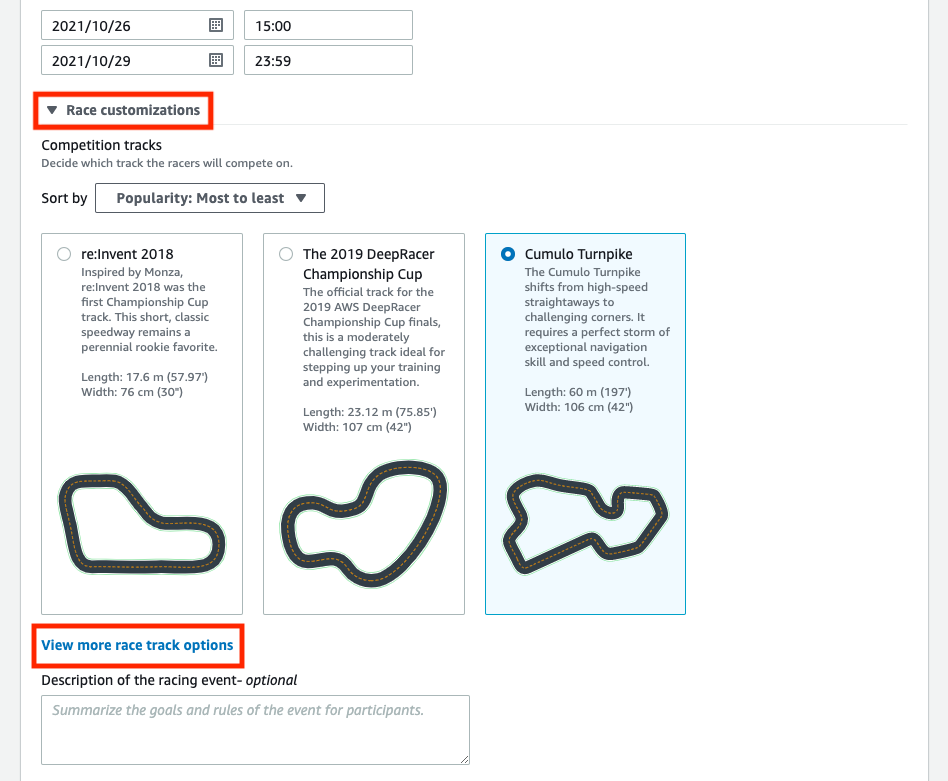 2021/10/26 15:00
2021/10/29 23:59
Race customizations
Competition tracks
Decide which track the racers will compete on.
Sort by Popularity: Most to least
re:Invent 2018
Inspired by Monza,
re:Invent 2018 was the
first Championship Cup
track. This short, classic
speedway remains a
perennial rookie favorite.
Length: 17.6 m (57.97')
Width: 76 cm (30")
The 2019 DeepRacer
Championship Cup
The official track for the
2019 AWS DeepRacer
Championship Cup finals,
this is a moderately
challenging track ideal for
stepping up your training
and experimentation.
Length: 23.12 m (75.85')
Width: 107 cm (42")
Cumulo Turnpike
The Cumulo Turnpike
shifts from high-speed
straightaways to
challenging corners. It
requires a perfect storm of
exceptional navigation
skill and speed control.
Length: 60 m (197')
Width: 106 cm (42")
View more race track options
Description of the racing event- optional
Summarize the goals and rules of the event for participants.